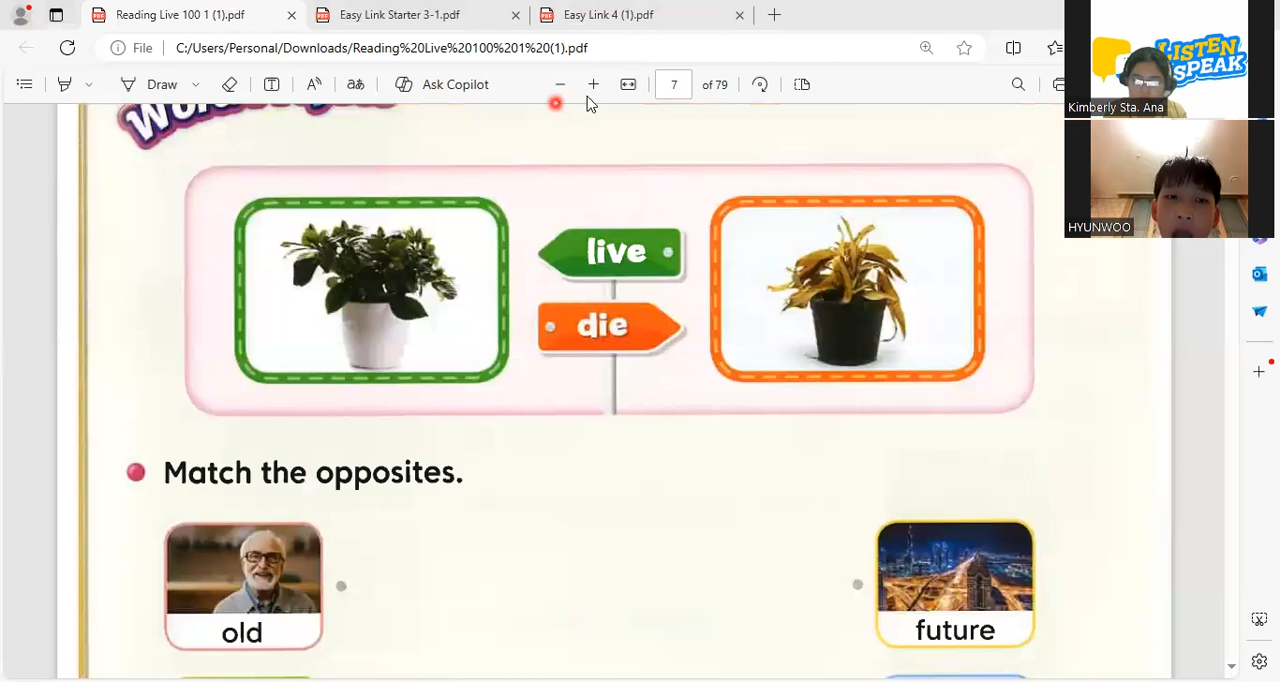 Reading Live 100 1 (1).pdf
Easy Link Starter 3-1.pdf
Easy Link 4 (1).pdf
File
C:/Users/Personal/Downloads/Reading%20Live%20100%201%20(1).pdf
Draw
Ask Copilot
7
of 79
LISTEN
SPEAK
Kimberly Sta. Ana
HYUNWOO
live
die
Match the opposites.
old
future